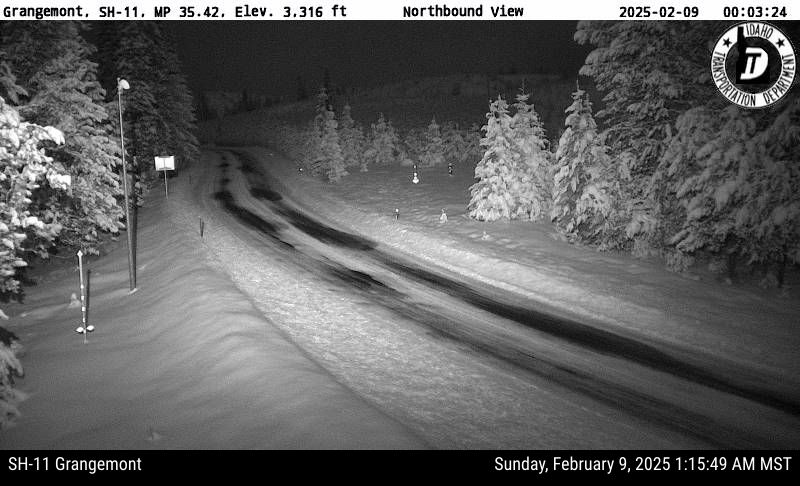 Grangemont, SH-11, MP 35.42, Elev. 3,316 ft Northbound View 2025-02-09 00:03:24
IDAHO
TRANSPORTATION DEPARTMENT
SH-11 Grangemont Sunday, February 9, 2025 1:15:49 AM MST